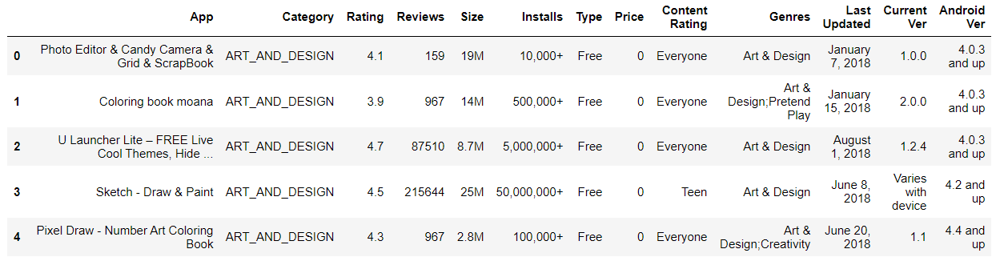 App Category Rating Reviews Size Installs Type Price Content Rating Genres Last Updated Current Ver Android Ver
0 Photo Editor & Candy Camera & Grid & ScrapBook ART_AND_DESIGN 4.1 159 19M 10,000+ Free 0 Everyone Art & Design January 7, 2018 1.0.0 4.0.3 and up
1 Coloring book moana ART_AND_DESIGN 3.9 967 14M 500,000+ Free 0 Everyone Art & Design;Pretend Play January 15, 2018 2.0.0 4.0.3 and up
2 U Launcher Lite – FREE Live Cool Themes, Hide ... ART_AND_DESIGN 4.7 87510 8.7M 5,000,000+ Free 0 Everyone Art & Design August 1, 2018 1.2.4 4.0.3 and up
3 Sketch - Draw & Paint ART_AND_DESIGN 4.5 215644 25M 50,000,000+ Free 0 Teen Art & Design June 8, 2018 Varies with device 4.2 and up
4 Pixel Draw - Number Art Coloring Book ART_AND_DESIGN 4.3 967 2.8M 100,000+ Free 0 Everyone Art & Design;Creativity June 20, 2018 1.1 4.4 and up